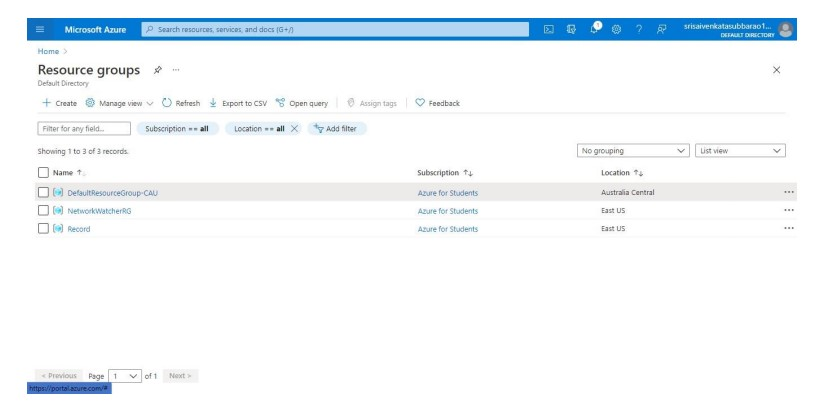 Microsoft Azure Search resources, services, and docs (G+/) 1 ? srisaivenkatasubbarao1...
DEFAULT DIRECTORY
Home >
Resource groups ...
Default Directory
+ Create Manage view Refresh Export to CSV Open query Assign tags Feedback
Filter for any field... Subscription == all Location == all Add filter
Showing 1 to 3 of 3 records. No grouping List view
Name ↑↓ Subscription ↑↓ Location ↑↓
DefaultResourceGroup-CAU Azure for Students Australia Central ...
NetworkWatcherRG Azure for Students East US ...
Record Azure for Students East US ...
< Previous Page 1 of 1 Next >
https://portal.azure.com/#